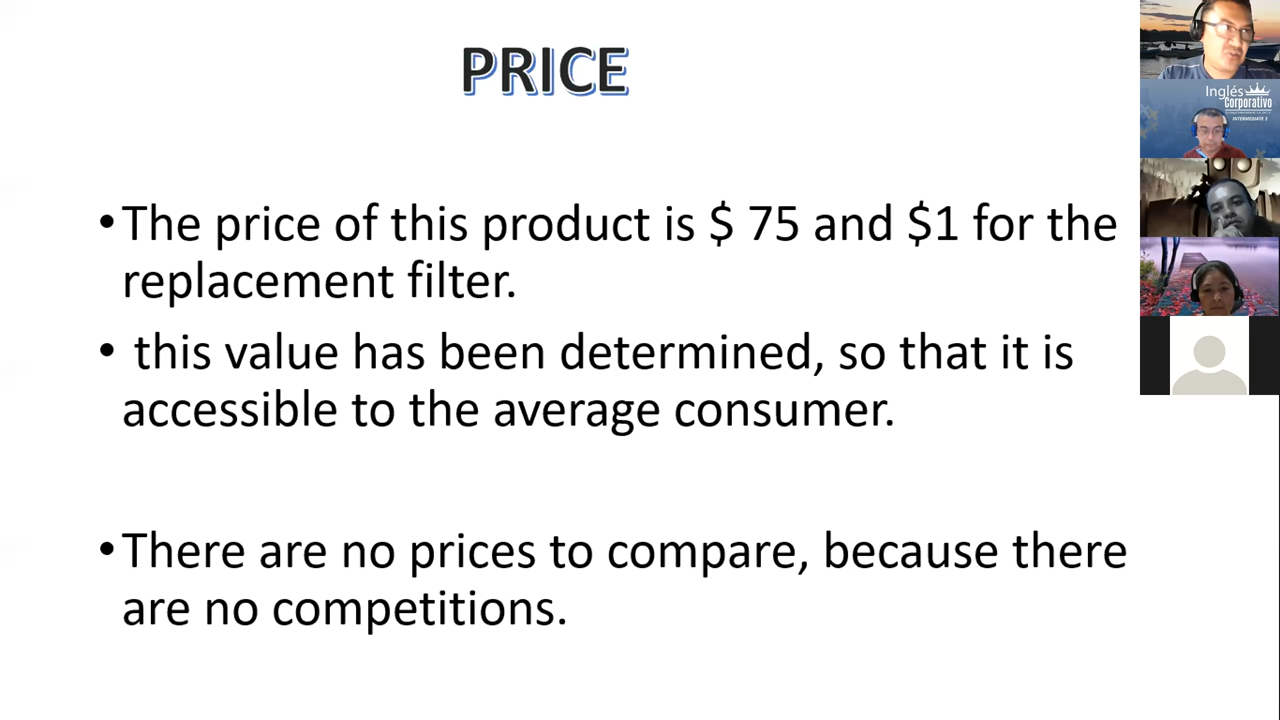 PRICE
•The price of this product is $ 75 and $1 for the
replacement filter.
• this value has been determined, so that it is
accessible to the average consumer.
•There are no prices to compare, because there
are no competitions.
Inglés
Corporativo
INTERMEDIATE 3